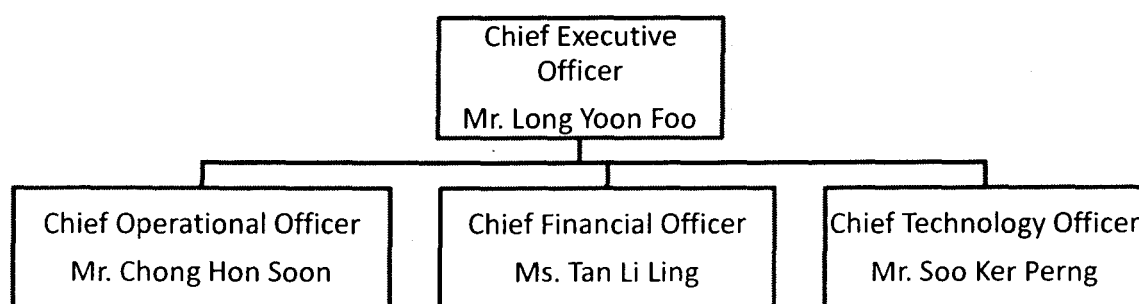 Chief Executive
Officer
Mr. Long Yoon Foo
Chief Operational Officer
Mr. Chong Hon Soon
Chief Financial Officer
Ms. Tan Li Ling
Chief Technology Officer
Mr. Soo Ker Perng